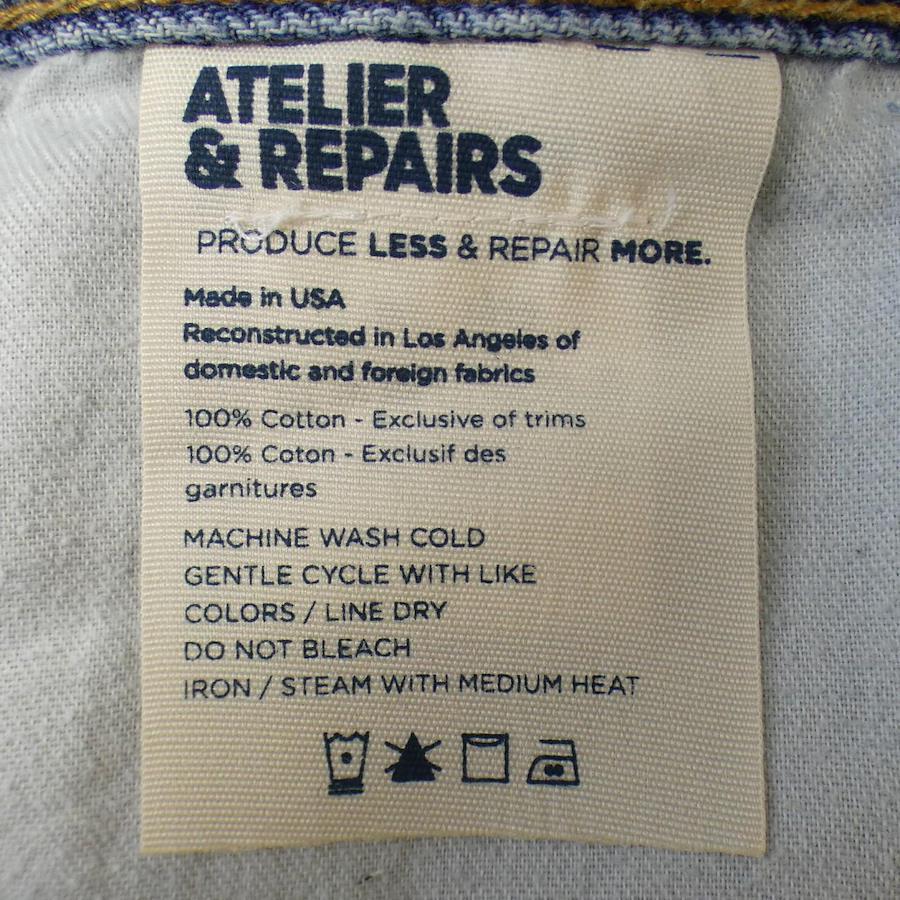 ATELIER
& REPAIRS
PRODUCE LESS & REPAIR MORE.
Made in USA
Reconstructed in Los Angeles of
domestic and foreign fabrics
100% Cotton - Exclusive of trims
100% Coton - Exclusif des
garnitures
MACHINE WASH COLD
GENTLE CYCLE WITH LIKE
COLORS / LINE DRY
DO NOT BLEACH
IRON / STEAM WITH MEDIUM HEAT